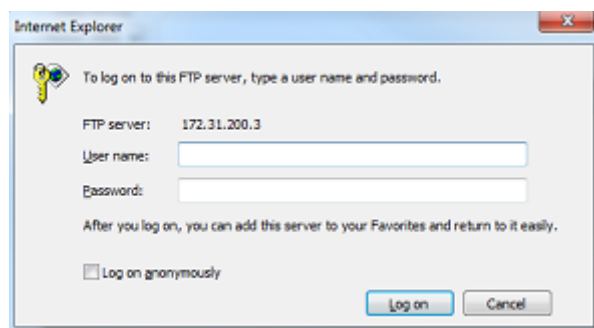 Internet Explorer
To log on to this FTP server, type a user name and password.
FTP server: 172.31.200.3
User name:
Password:
After you log on, you can add this server to your Favorites and return to it easily.
Log on anonymously
Log on Cancel